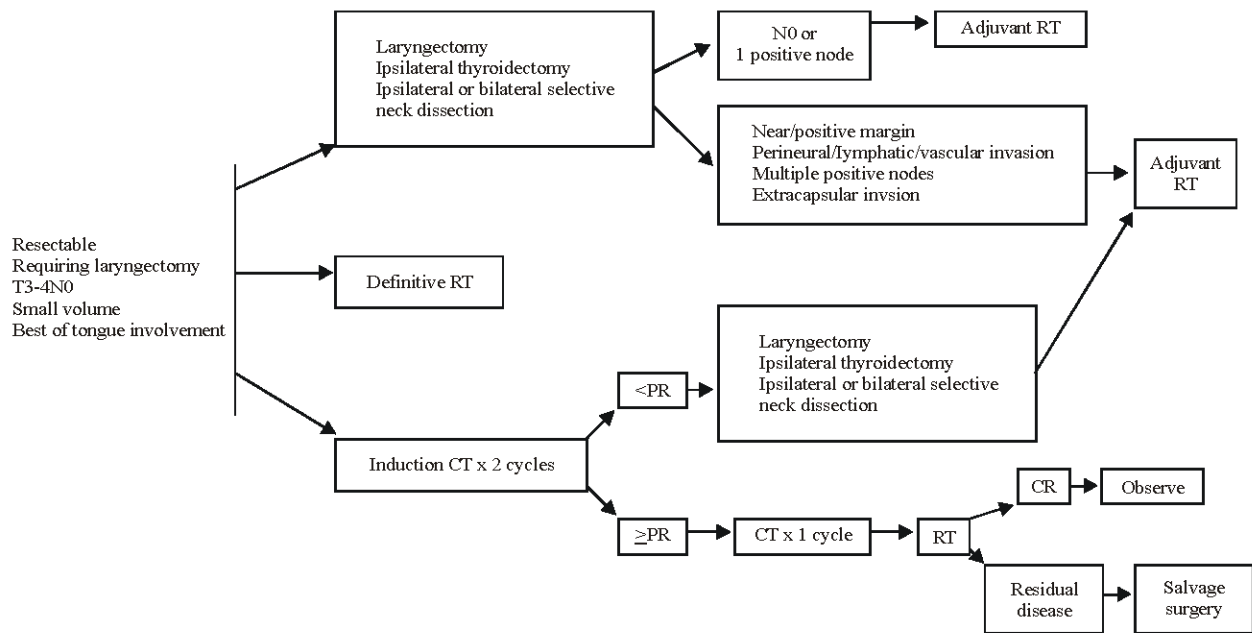 Resectable
Requiring laryngectomy
T3-4N0
Small volume
Best of tongue involvement
Laryngectomy
Ipsilateral thyroidectomy
Ipsilateral or bilateral selective
neck dissection
N0 or
1 positive node
Adjuvant RT
Near/positive margin
Perineural/Iymphatic/vascular invasion
Multiple positive nodes
Extracapsular invsion
Adjuvant
RT
Definitive RT
Induction CT x 2 cycles
<PR
Laryngectomy
Ipsilateral thyroidectomy
Ipsilateral or bilateral selective
neck dissection
≥PR
CT x 1 cycle
RT
CR
Observe
Residual
disease
Salvage
surgery